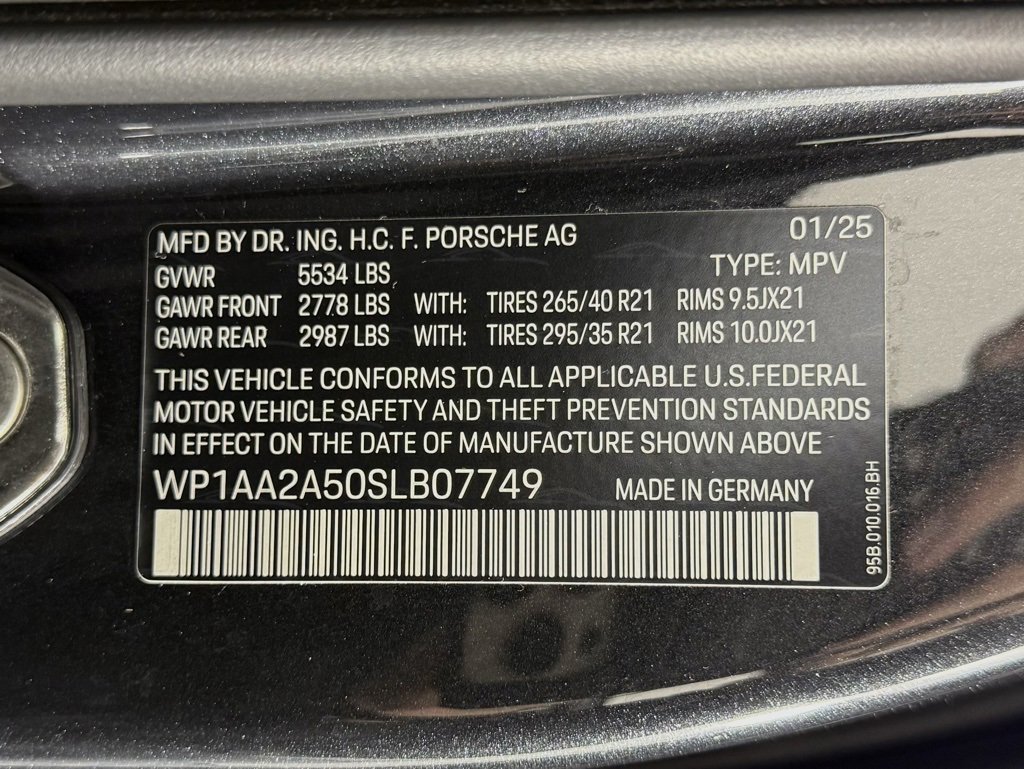 MFD BY DR. ING. H.C. F. PORSCHE AG 01/25
GVWR 5534 LBS TYPE: MPV
GAWR FRONT 2778 LBS WITH: TIRES 265/40 R21 RIMS 9.5JX21
GAWR REAR 2987 LBS WITH: TIRES 295/35 R21 RIMS 10.0JX21
THIS VEHICLE CONFORMS TO ALL APPLICABLE U.S.FEDERAL
MOTOR VEHICLE SAFETY AND THEFT PREVENTION STANDARDS
IN EFFECT ON THE DATE OF MANUFACTURE SHOWN ABOVE
WP1AA2A50SLB07749 MADE IN GERMANY
95B.010.016.BH